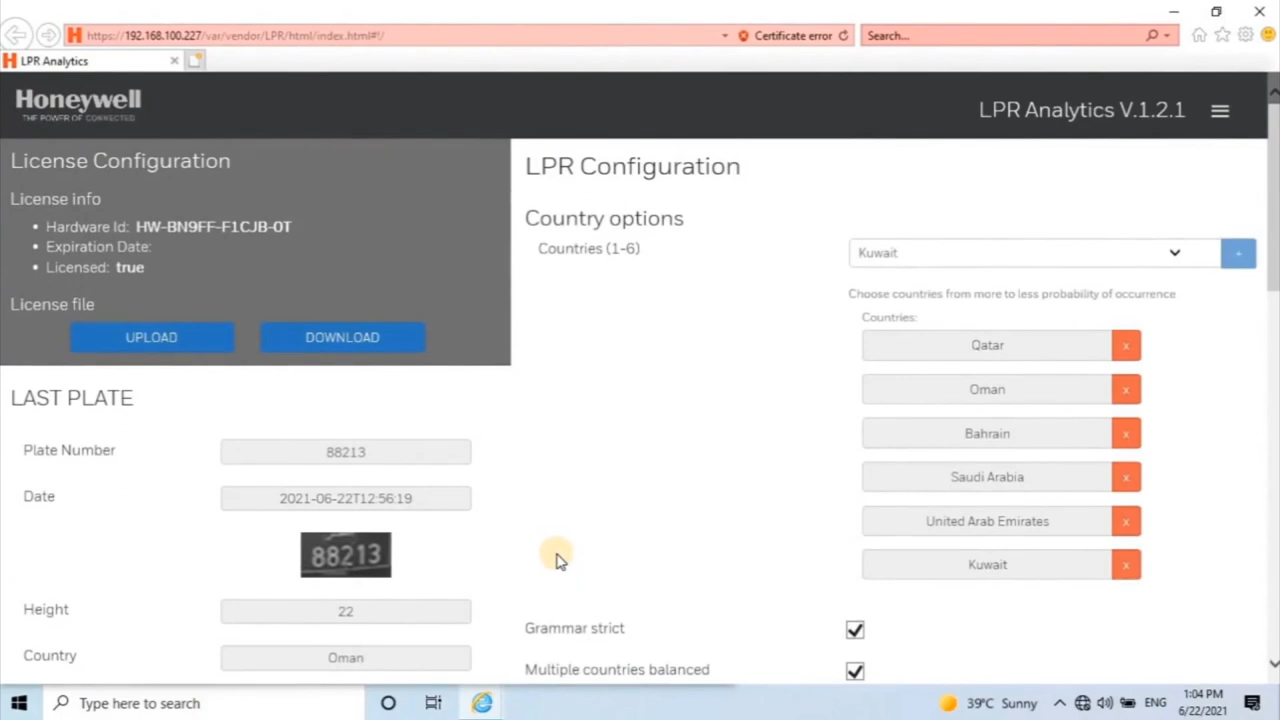 https://192.168.100.227/var/vendor/LPR/html/index.html#!/
Certificate error
Search...
LPR Analytics
Honeywell
THE POWER OF CONNECTED
LPR Analytics V.1.2.1
License Configuration
License info
Hardware Id: HW-BN9FF-F1CJB-0T
Expiration Date:
Licensed: true
License file
UPLOAD
DOWNLOAD
LAST PLATE
Plate Number
88213
Date
2021-06-22T12:56:19
88213
Height
22
Country
Oman
LPR Configuration
Country options
Countries (1-6)
Kuwait
+
Choose countries from more to less probability of occurrence
Countries:
Qatar x
Oman x
Bahrain x
Saudi Arabia x
United Arab Emirates x
Kuwait x
Grammar strict
Multiple countries balanced
Type here to search
39°C Sunny
ENG
1:04 PM
6/22/2021